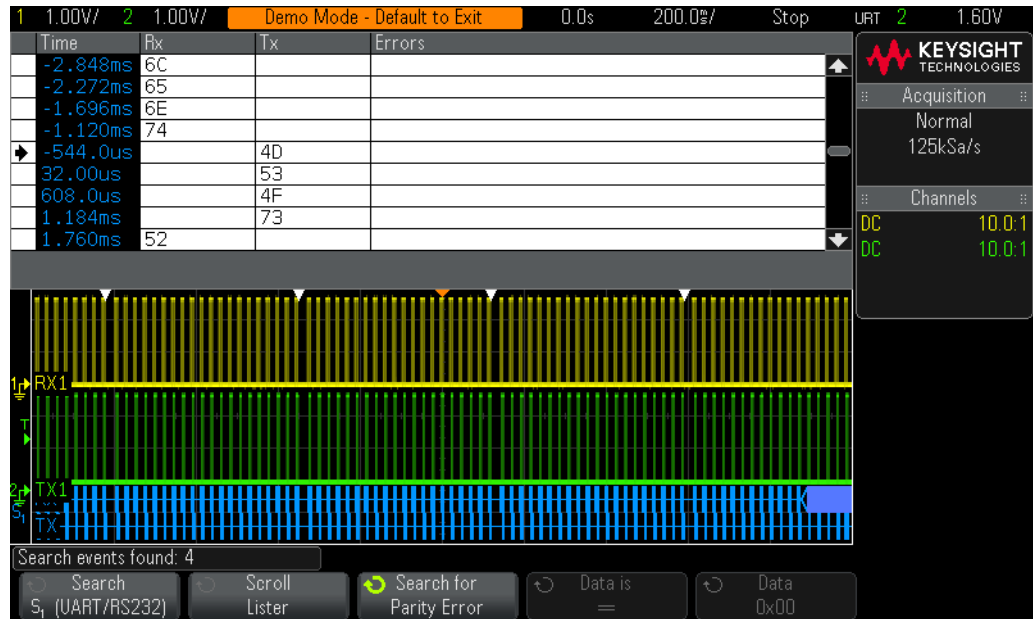 1 1.00V/ 2 1.00V/ Demo Mode - Default to Exit 0.0s 200.0ms/ Stop URT 2 1.60V
Time Rx Tx Errors
-2.848ms 6C
-2.272ms 65
-1.696ms 6E
-1.120ms 74
-544.0us 4D
32.00us 53
608.0us 4F
1.184ms 73
1.760ms 52
KEYSIGHT
TECHNOLOGIES
Acquisition
Normal
125kSa/s
Channels
DC 10.0:1
DC 10.0:1
1 RX1
T
2 TX1
S1 TX
Search events found: 4
Search
S1 (UART/RS232)
Scroll
Lister
Search for
Parity Error
Data is
=
Data
0x00